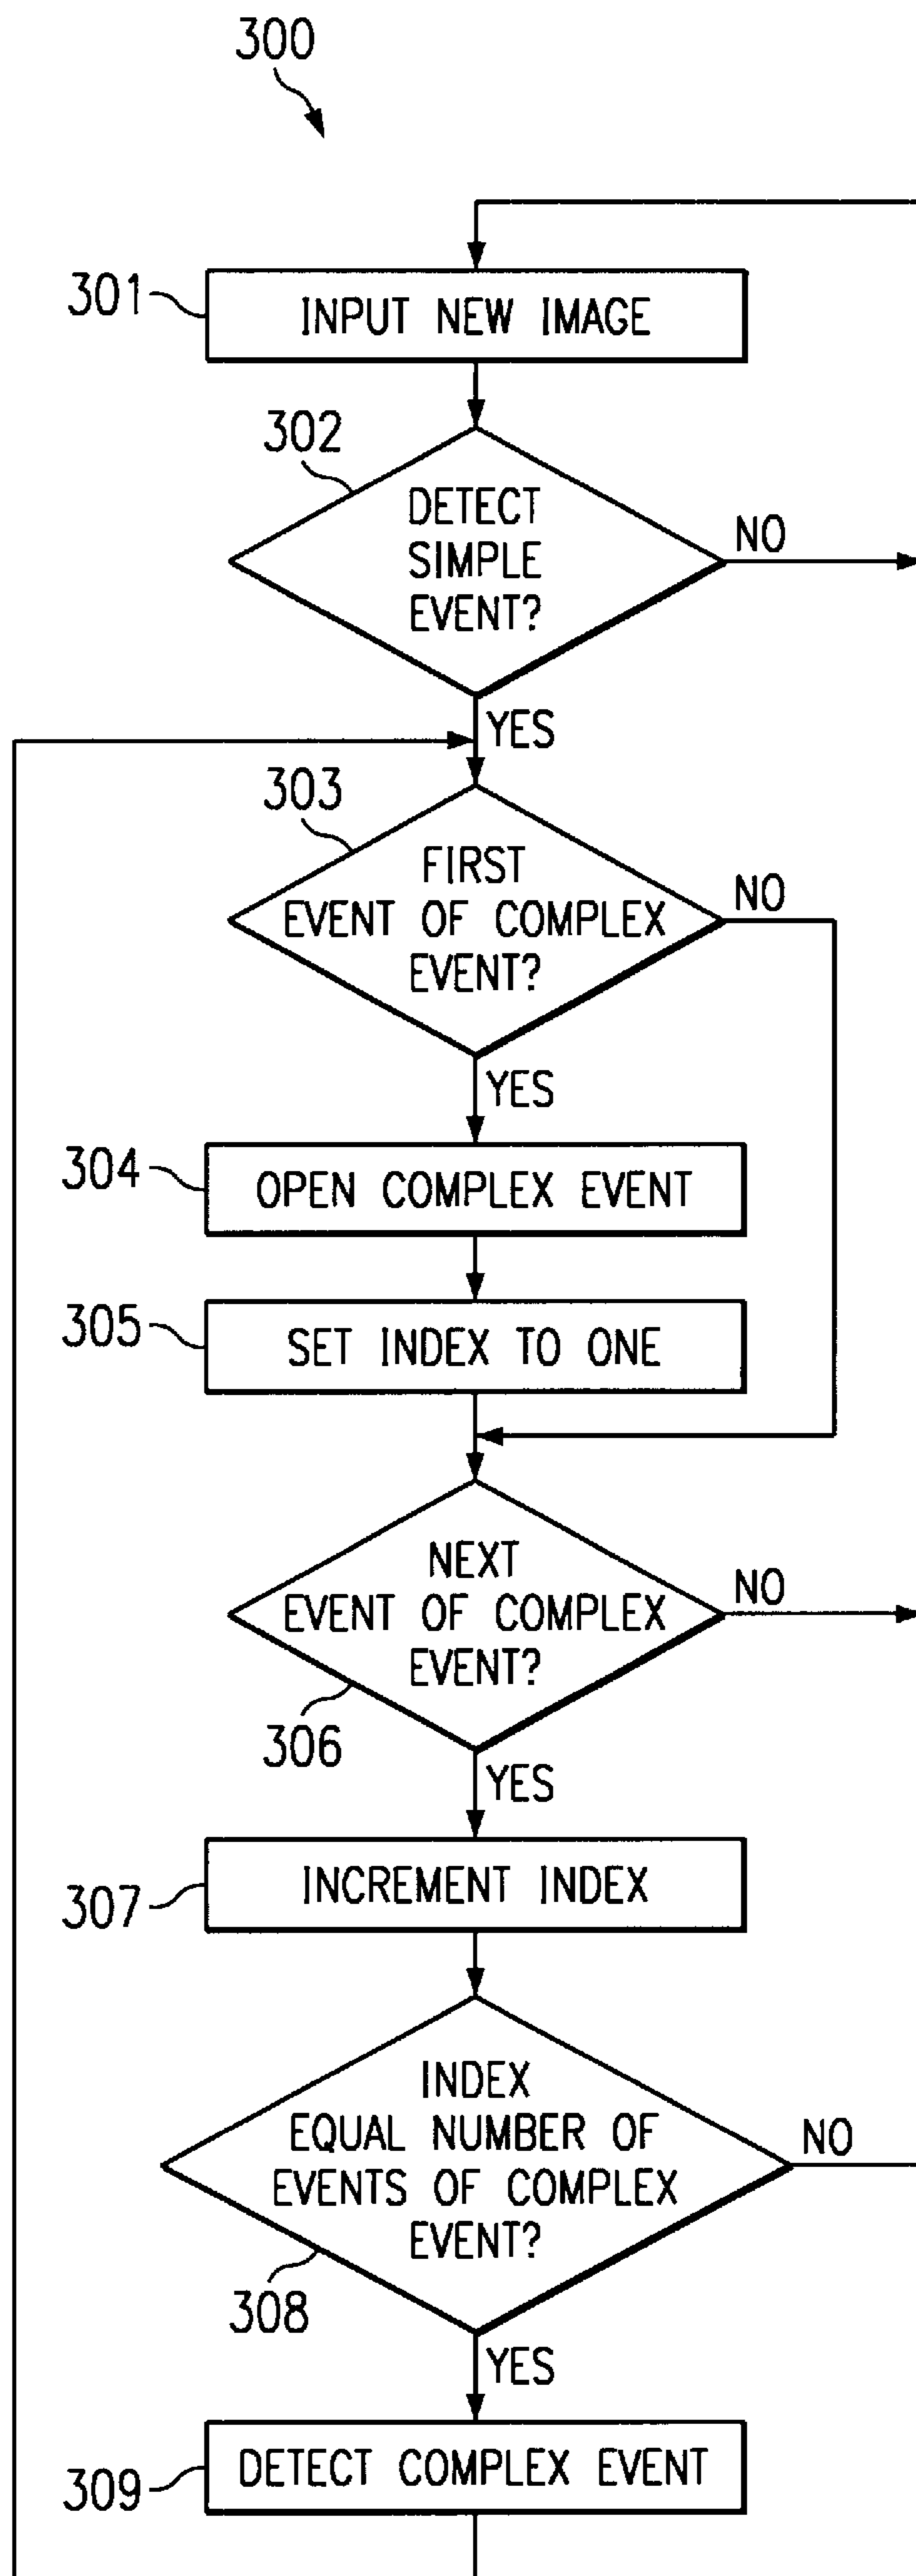 300
301
INPUT NEW IMAGE
302
DETECT
SIMPLE
EVENT?
NO
YES
303
FIRST
EVENT OF COMPLEX
EVENT?
NO
YES
304
OPEN COMPLEX EVENT
305
SET INDEX TO ONE
NEXT
EVENT OF COMPLEX
EVENT?
NO
306
YES
307
INCREMENT INDEX
INDEX
EQUAL NUMBER OF
EVENTS OF COMPLEX
EVENT?
NO
308
YES
309
DETECT COMPLEX EVENT